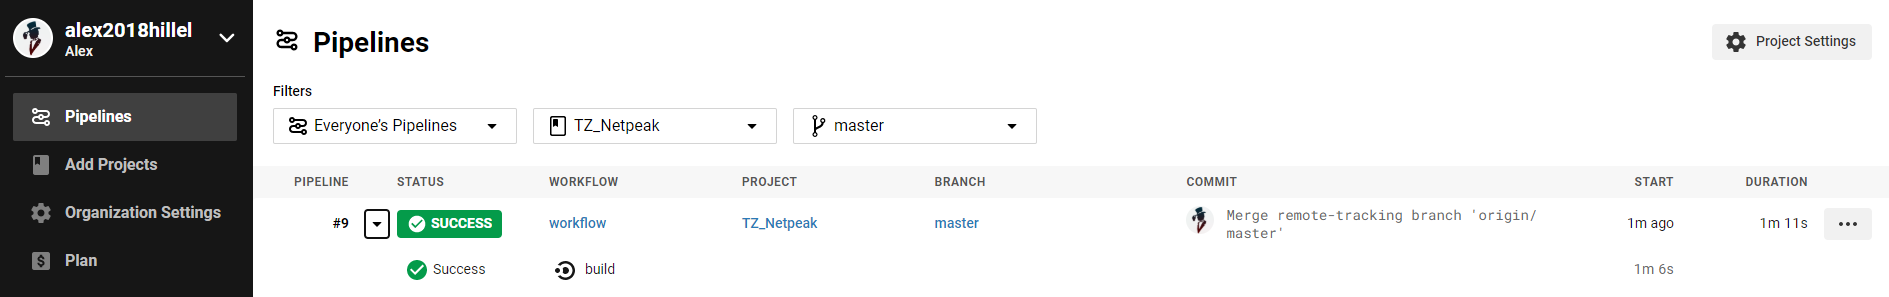 alex2018hillel
Alex
Pipelines
Add Projects
Organization Settings
Plan
Pipelines
Project Settings
Filters
Everyone’s Pipelines
TZ_Netpeak
master
PIPELINE STATUS WORKFLOW PROJECT BRANCH COMMIT START DURATION
#9 SUCCESS workflow TZ_Netpeak master Merge remote-tracking branch 'origin/
master' 1m ago 1m 11s
Success build 1m 6s